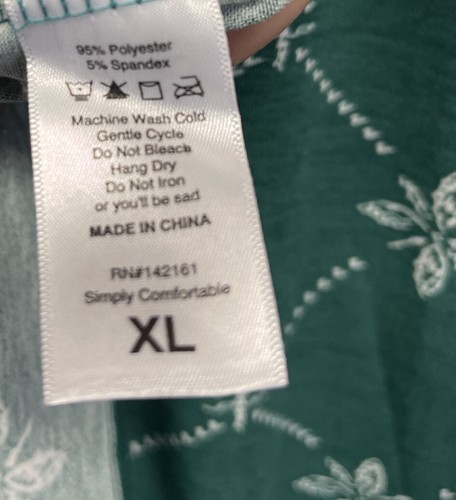 95% Polyester
5% Spandex
Machine Wash Cold
Gentle Cycle
Do Not Bleach
Hang Dry
Do Not Iron
or you'll be sad
MADE IN CHINA
RN#142161
Simply Comfortable
XL